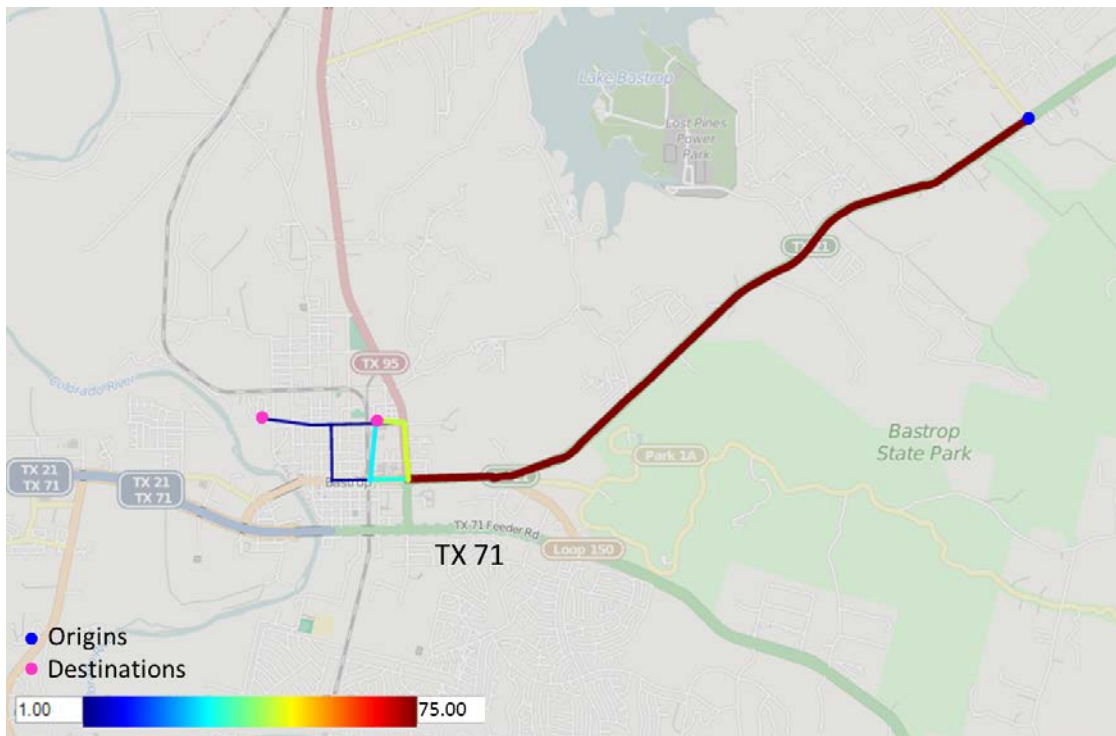 Lake Bastrop
Lost Pines
Power
Park
TX 21
TX 95
Colorado River
Bastrop
State Park
Park 1A
TX 21
TX 71
TX 21
TX 71
Bastrop
TX 71 Feeder Rd
TX 71
Loop 150
Origins
Destinations
1.00
75.00